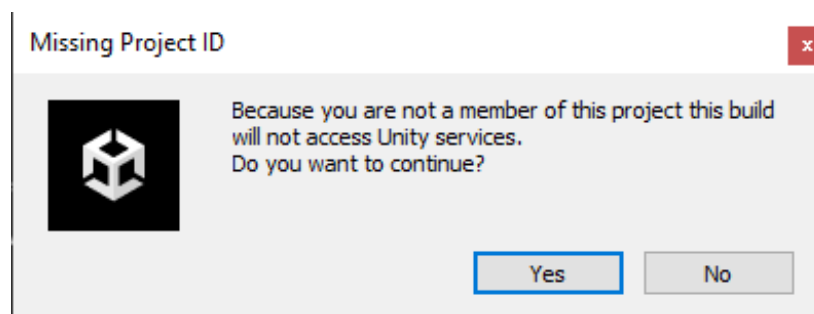 Missing Project ID
x
Because you are not a member of this project this build
will not access Unity services.
Do you want to continue?
Yes
No